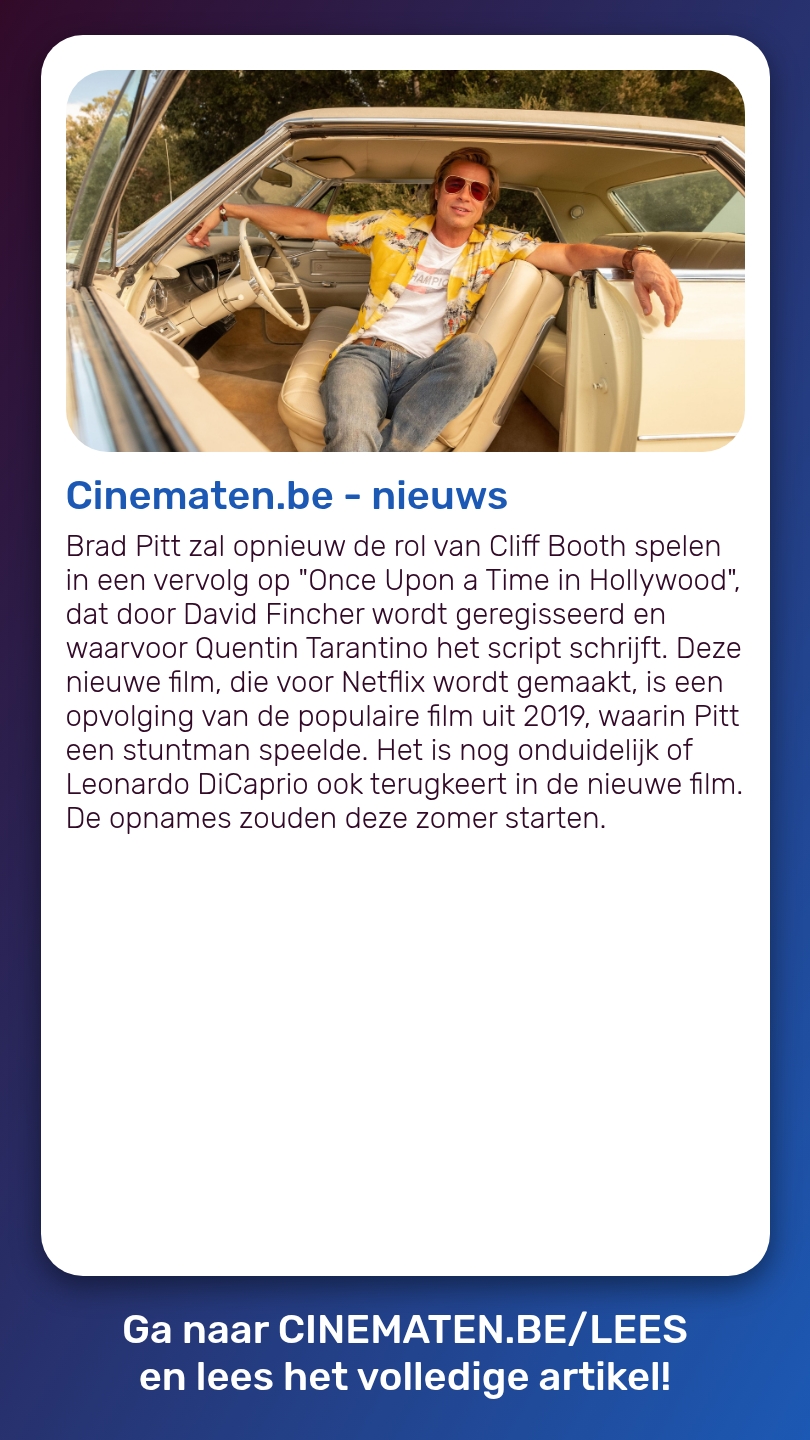 CHAMPIO
Cinematen.be - nieuws
Brad Pitt zal opnieuw de rol van Cliff Booth spelen
in een vervolg op "Once Upon a Time in Hollywood",
dat door David Fincher wordt geregisseerd en
waarvoor Quentin Tarantino het script schrijft. Deze
nieuwe film, die voor Netflix wordt gemaakt, is een
opvolging van de populaire film uit 2019, waarin Pitt
een stuntman speelde. Het is nog onduidelijk of
Leonardo DiCaprio ook terugkeert in de nieuwe film.
De opnames zouden deze zomer starten.
Ga naar CINEMATEN.BE/LEES
en lees het volledige artikel!